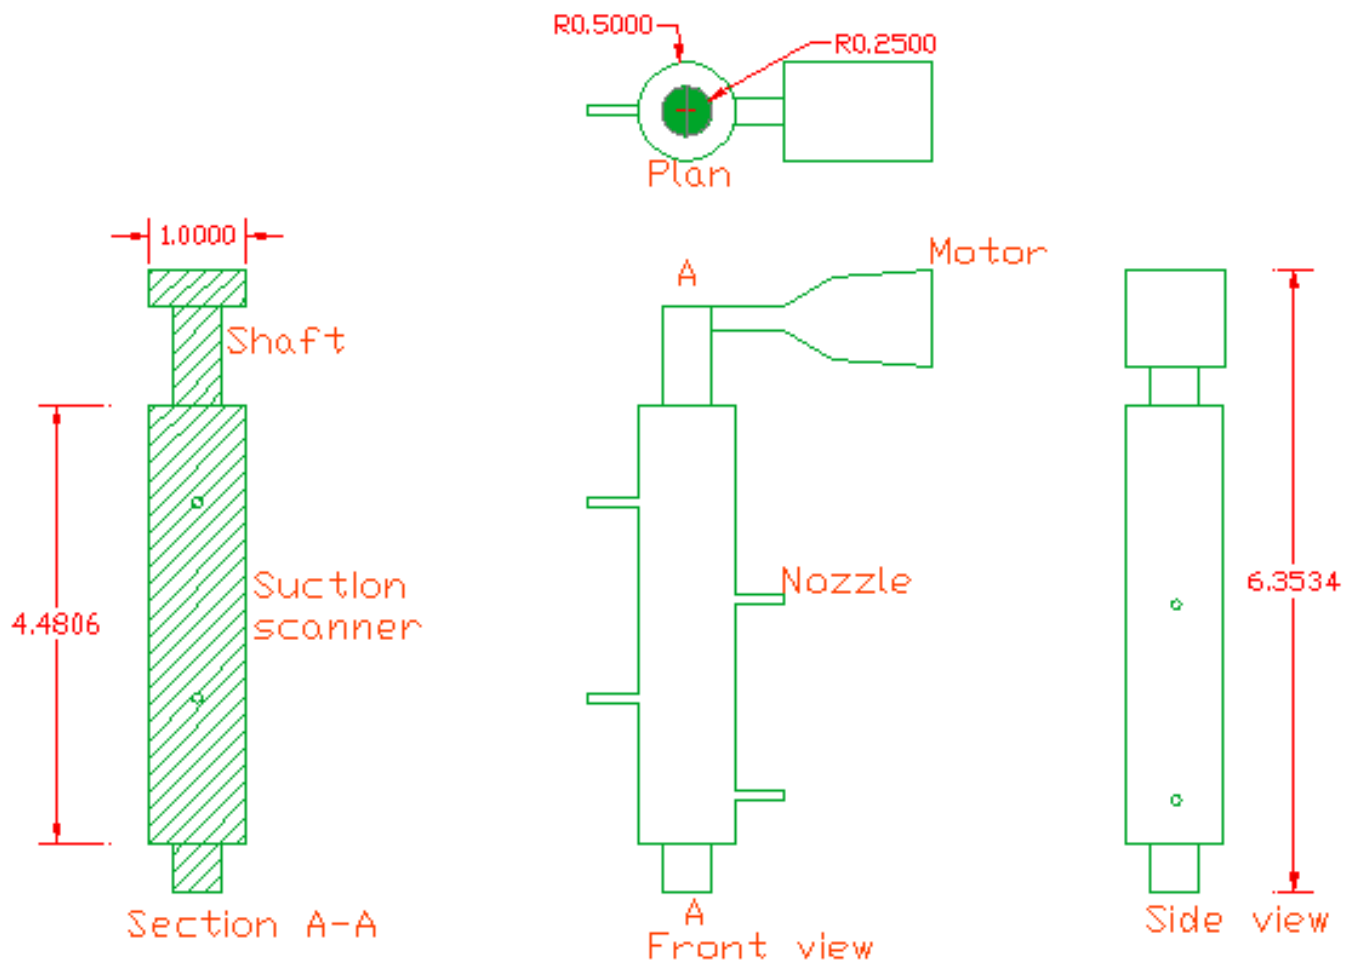 R0.5000
R0.2500
Plan
1.0000
A
Motor
Shaft
Suction
scanner
4.4806
Nozzle
6.3534
A
Section A-A
Front view
Side view